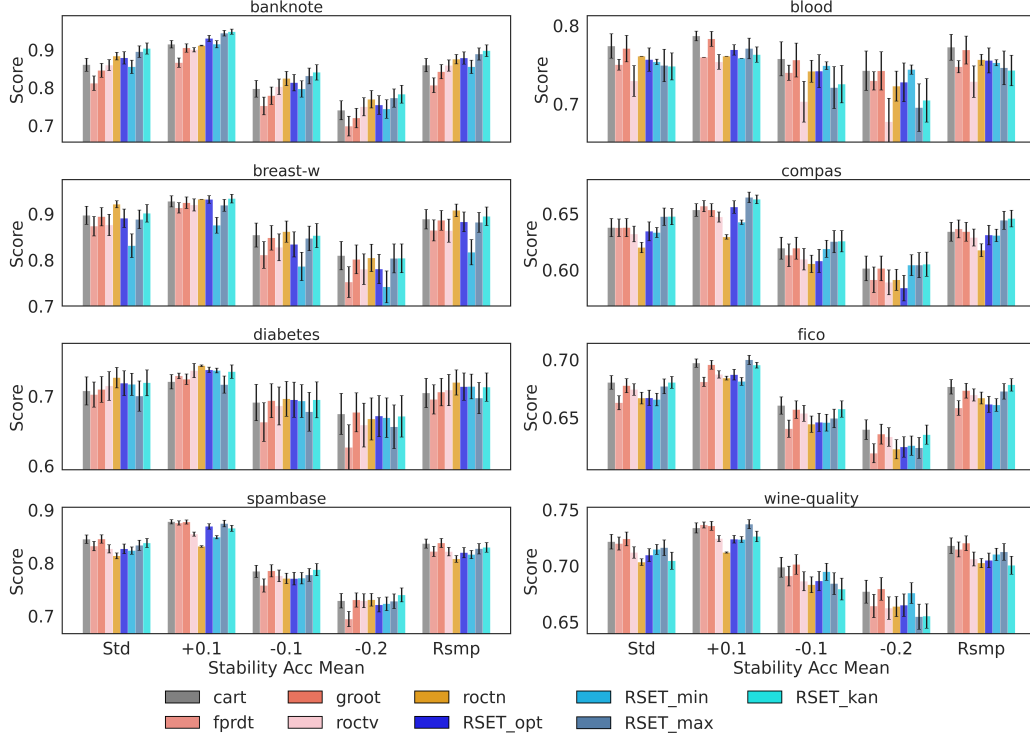 banknote
blood
Score
0.9
0.8
0.7
Score
0.8
0.7
breast-w
compas
Score
0.9
0.8
0.7
Score
0.65
0.60
diabetes
fico
Score
0.7
0.6
Score
0.70
0.65
spambase
wine-quality
Score
0.9
0.8
0.7
Score
0.75
0.70
0.65
Std +0.1 -0.1 -0.2 Rsmp
Stability Acc Mean
Std +0.1 -0.1 -0.2 Rsmp
Stability Acc Mean
cart groot roctn RSET_min RSET_kan
fprdt roctv RSET_opt RSET_max